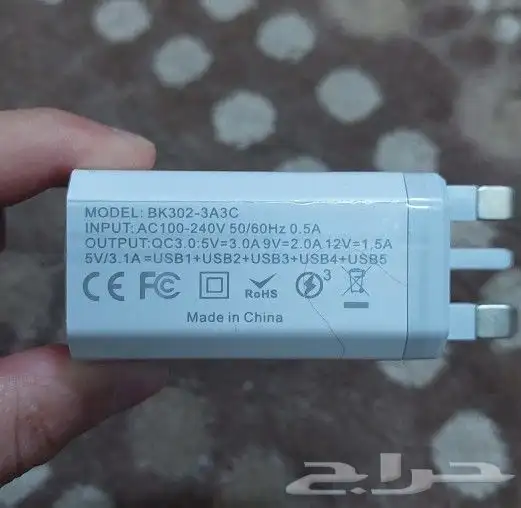 MODEL: BK302-3A3C
INPUT:AC100-240V 50/60Hz 0.5A
OUTPUT:QC3.0:5V=3.0A 9V=2.0A 12V=1.5A
5V/3.1A=USB1+USB2+USB3+USB4+USB5
CE FC RoHS 3
Made in China
حراج